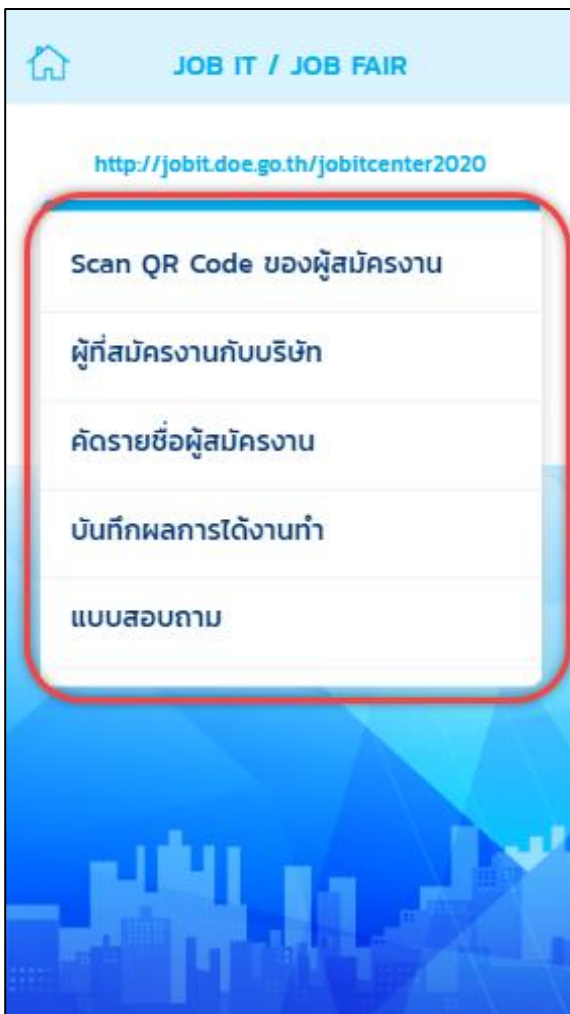 JOB IT / JOB FAIR
http://jobit.doe.go.th/jobitcenter2020
Scan QR Code ของผู้สมัครงาน
ผู้ที่สมัครงานกับบริษัท
คัดรายชื่อผู้สมัครงาน
บันทึกผลการได้งานทำ
แบบสอบถาม